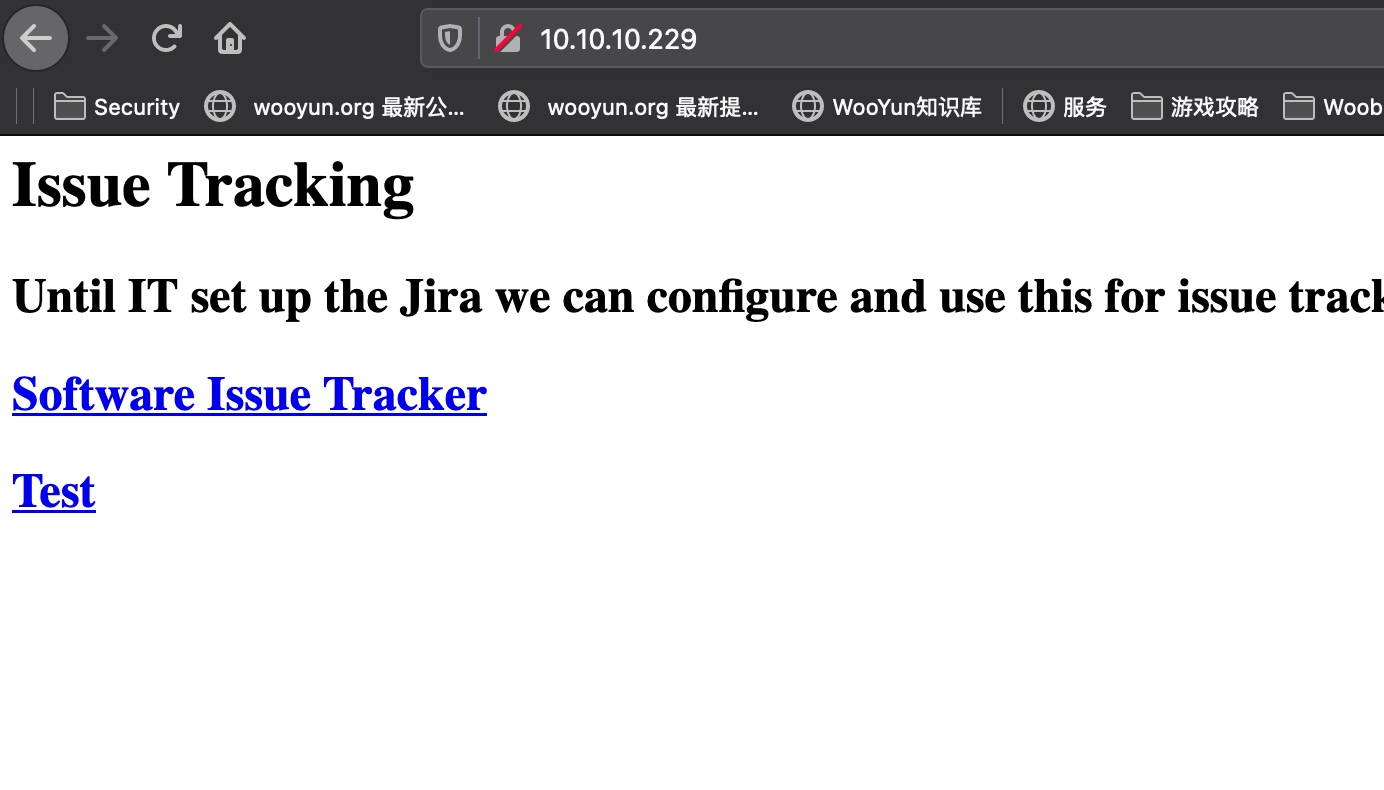 10.10.10.229
Security wooyun.org 最新公... wooyun.org 最新提... WooYun知识库 服务 游戏攻略 Woob
Issue Tracking
Until IT set up the Jira we can configure and use this for issue track
Software Issue Tracker
Test